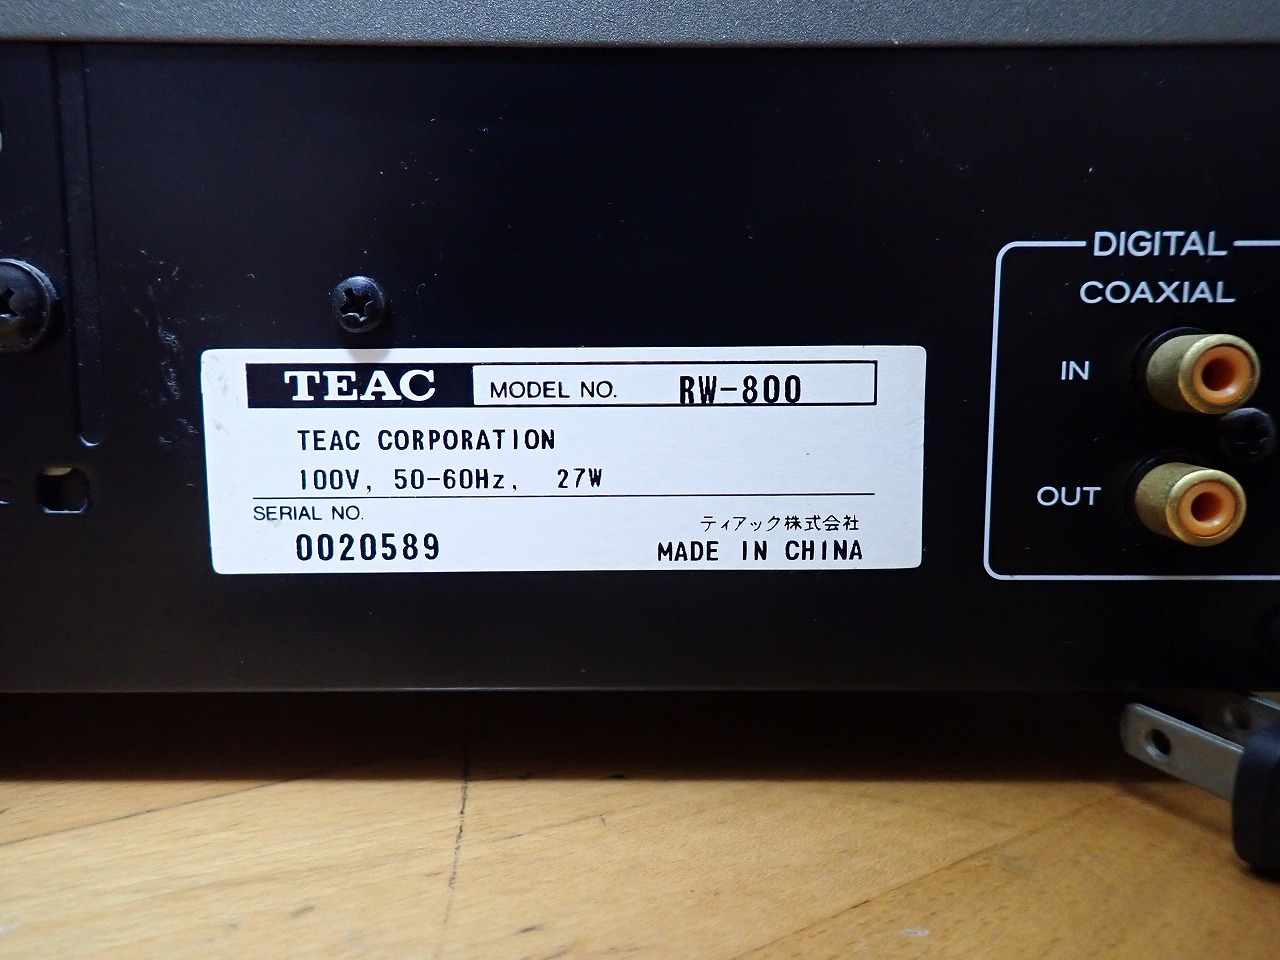 DIGITAL
COAXIAL
IN
OUT
TEAC MODEL NO. RW-800
TEAC CORPORATION
100V, 50-60Hz, 27W
SERIAL NO.
0020589
ティアック株式会社
MADE IN CHINA